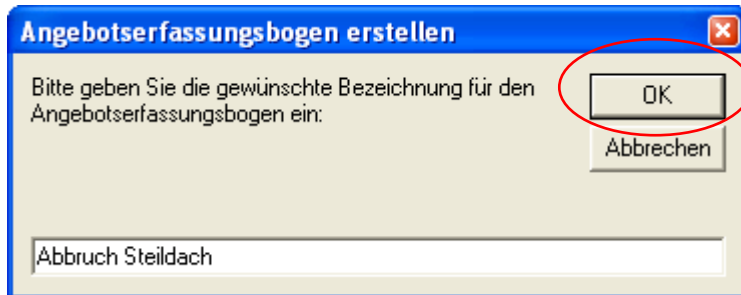 Angebotserfassungsbogen erstellen
Bitte geben Sie die gewünschte Bezeichnung für den
Angebotserfassungsbogen ein:
OK
Abbrechen
Abbruch Steildach